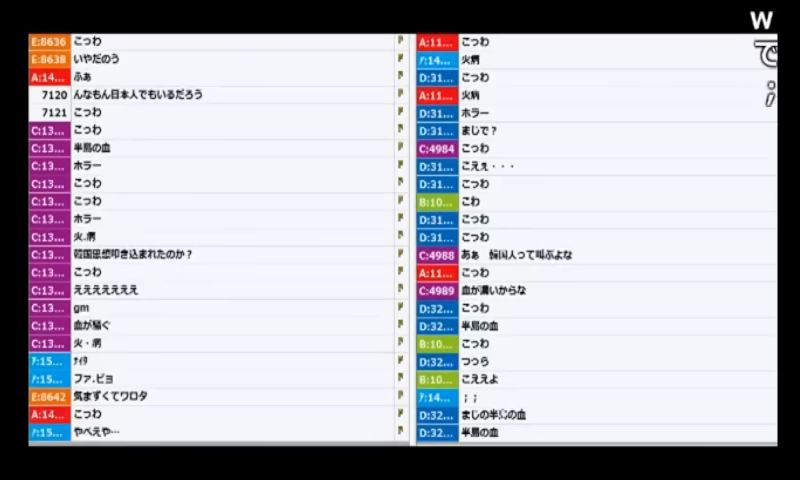 W
で
;
E:8636 こっわ
E:8638 いやだのう
A:14... ふぁ
7120 んなもん日本人でもいるだろう
7121 こっわ
C:13... こっわ
C:13... 半島の血
C:13... ホラー
C:13... こっわ
C:13... こっわ
C:13... ホラー
C:13... 火.病
C:13... 韓国思想叩き込まれたのか?
C:13... こっわ
C:13... えええええええ
C:13... gm
C:13... 血が騒ぐ
C:13... 火・病
ｱ:15... ﾅｲﾀ
ｱ:15... ファ.ビョ
E:8642 気まずくてワロタ
A:14... こっわ
ｱ:15... やべえや…
A:11... こっわ
ｱ:14... 火病
D:31... こっわ
A:11... 火病
D:31... ホラー
D:31... まじで?
C:4984 こっわ
D:31... こえぇ・・・
D:31... こっわ
B:10... こわ
D:31... こっわ
D:31... こっわ
C:4988 あぁ 韓国人って叫ぶよな
A:11... こっわ
C:4989 血が濃いからな
D:32... こっわ
D:32... 半島の血
B:10... こっわ
D:32... つつら
B:10... こええよ
ｱ:14... ; ;
D:32... まじの半島の血
D:32... 半島の血